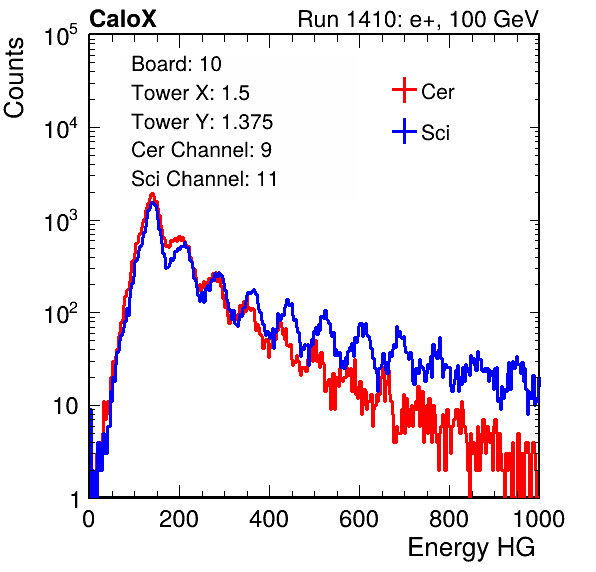 CaloX Run 1410: e+, 100 GeV
Counts
Board: 10
Tower X: 1.5
Tower Y: 1.375
Cer Channel: 9
Sci Channel: 11
Cer
Sci
10^5
10^4
10^3
10^2
10
1
0 200 400 600 800 1000
Energy HG